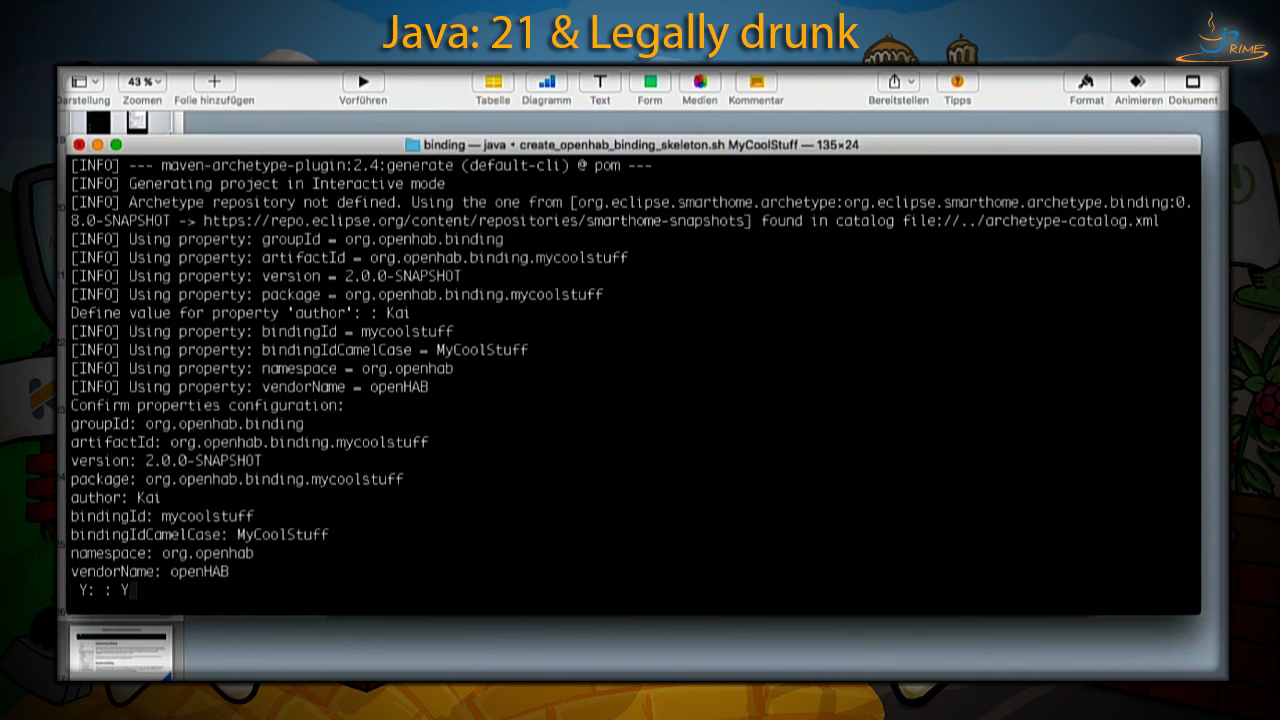 Java: 21 & Legally drunk
PRIME
43 %
Darstellung Zoomen Folie hinzufügen Vorführen Tabelle Diagramm Text Form Medien Kommentar Bereitstellen Tipps Format Animieren Dokument
binding — java • create_openhab_binding_skeleton.sh MyCoolStuff — 135×24
[INFO] --- maven-archetype-plugin:2.4:generate (default-cli) @ pom ---
[INFO] Generating project in Interactive mode
[INFO] Archetype repository not defined. Using the one from [org.eclipse.smarthome.archetype:org.eclipse.smarthome.archetype.binding:0.
8.0-SNAPSHOT -> https://repo.eclipse.org/content/repositories/smarthome-snapshots] found in catalog file://../archetype-catalog.xml
[INFO] Using property: groupId = org.openhab.binding
[INFO] Using property: artifactId = org.openhab.binding.mycoolstuff
[INFO] Using property: version = 2.0.0-SNAPSHOT
[INFO] Using property: package = org.openhab.binding.mycoolstuff
Define value for property 'author': : Kai
[INFO] Using property: bindingId = mycoolstuff
[INFO] Using property: bindingIdCamelCase = MyCoolStuff
[INFO] Using property: namespace = org.openhab
[INFO] Using property: vendorName = openHAB
Confirm properties configuration:
groupId: org.openhab.binding
artifactId: org.openhab.binding.mycoolstuff
version: 2.0.0-SNAPSHOT
package: org.openhab.binding.mycoolstuff
author: Kai
bindingId: mycoolstuff
bindingIdCamelCase: MyCoolStuff
namespace: org.openhab
vendorName: openHAB
Y: : Y